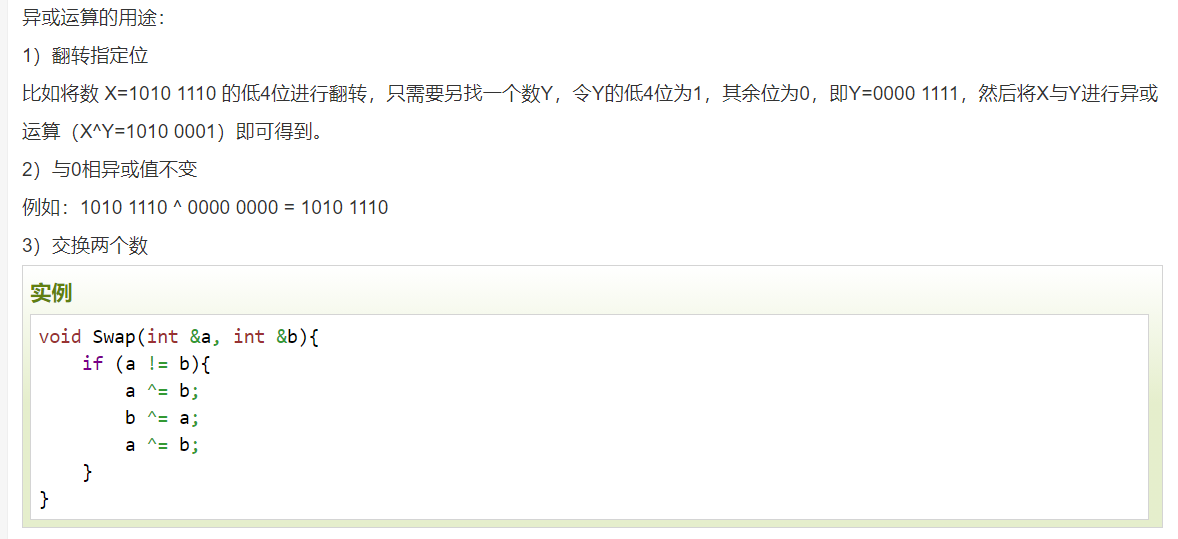 异或运算的用途：
1）翻转指定位
比如将数 X=1010 1110 的低4位进行翻转，只需要另找一个数Y，令Y的低4位为1，其余位为0，即Y=0000 1111，然后将X与Y进行异或
运算（X^Y=1010 0001）即可得到。
2）与0相异或值不变
例如：1010 1110 ^ 0000 0000 = 1010 1110
3）交换两个数
实例
void Swap(int &a, int &b){
    if (a != b){
        a ^= b;
        b ^= a;
        a ^= b;
    }
}